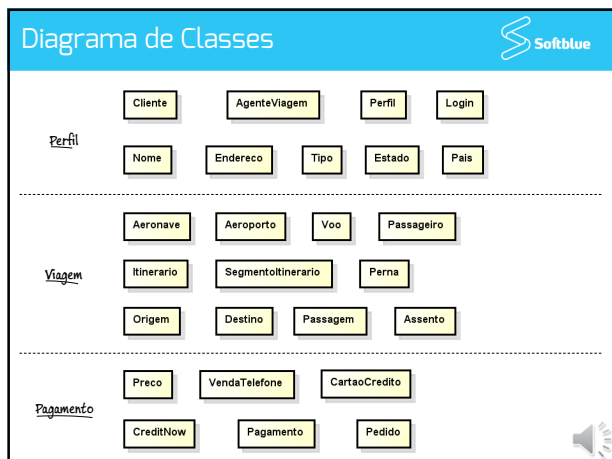 Diagrama de Classes
Softblue
Cliente AgenteViagem Perfil Login
Perfil
Nome Endereco Tipo Estado Pais
Aeronave Aeroporto Voo Passageiro
Viagem
Itinerario SegmentoItinerario Perna
Origem Destino Passagem Assento
Preco VendaTelefone CartaoCredito
Pagamento
CreditNow Pagamento Pedido